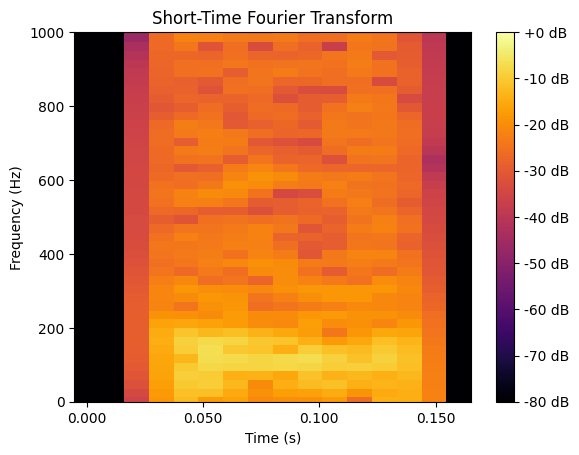 Short-Time Fourier Transform
1000
800
600
400
200
0
Frequency (Hz)
0.000
0.050
0.100
0.150
Time (s)
+0 dB
-10 dB
-20 dB
-30 dB
-40 dB
-50 dB
-60 dB
-70 dB
-80 dB